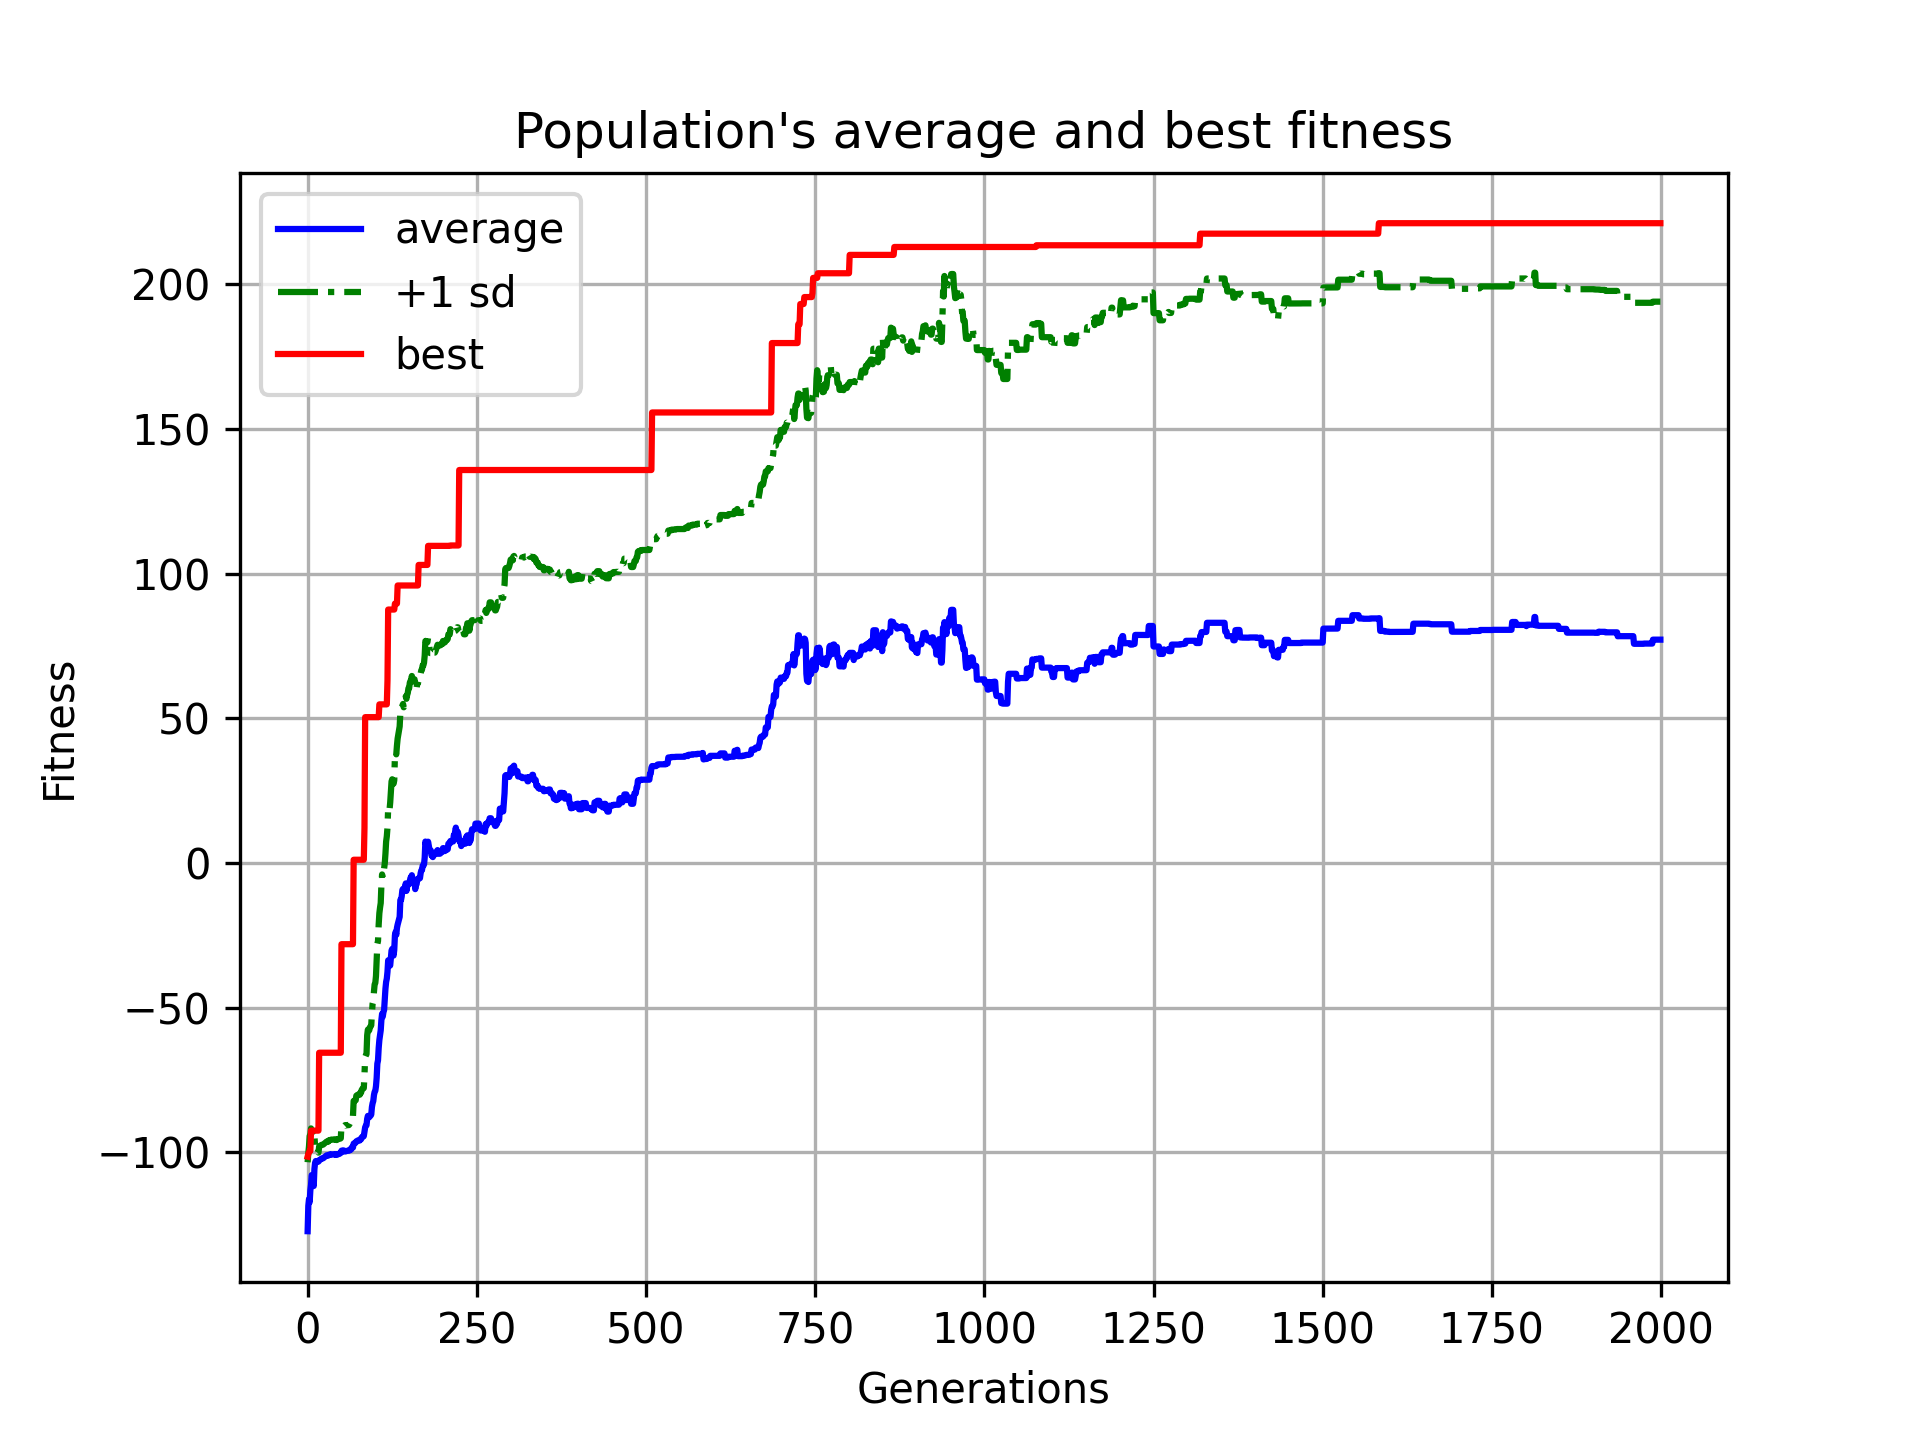 Population's average and best fitness
average
+1 sd
best
Fitness
200
150
100
50
0
−50
−100
0 250 500 750 1000 1250 1500 1750 2000
Generations